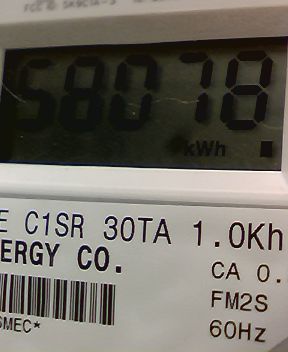 58078
kWh
C1SR 30TA 1.0Kh
ERGY CO.
CA 0.
FM2S
60Hz